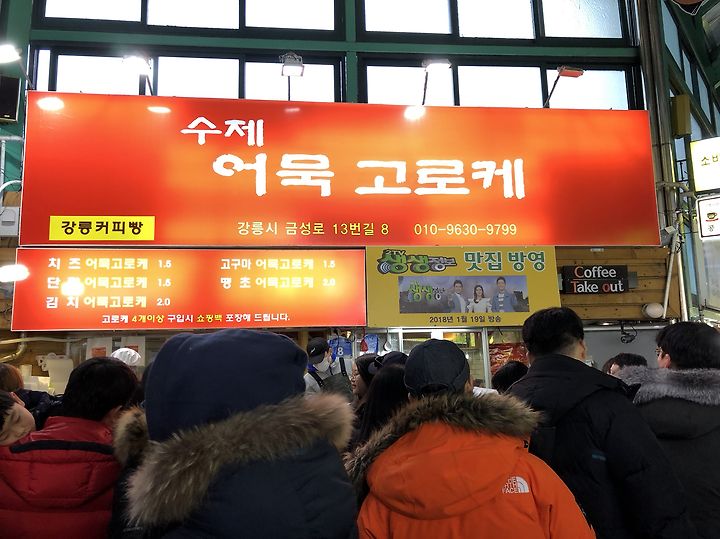 수제
어묵 고로케
강릉커피빵
강릉시 금성로 13번길 8 010-9630-9799
치즈 어묵고로케 1.5
고구마 어묵고로케 1.5
어묵고로케 1.5
땡초 어묵고로케 2.0
김치 어묵고로케 2.0
고로케 4개이상 구입시 쇼핑백 포장해 드립니다.
2TV
생생정보 맛집 방영
2018년 1월 19일 방송
Coffee
Take out
THE
NORTH
FACE